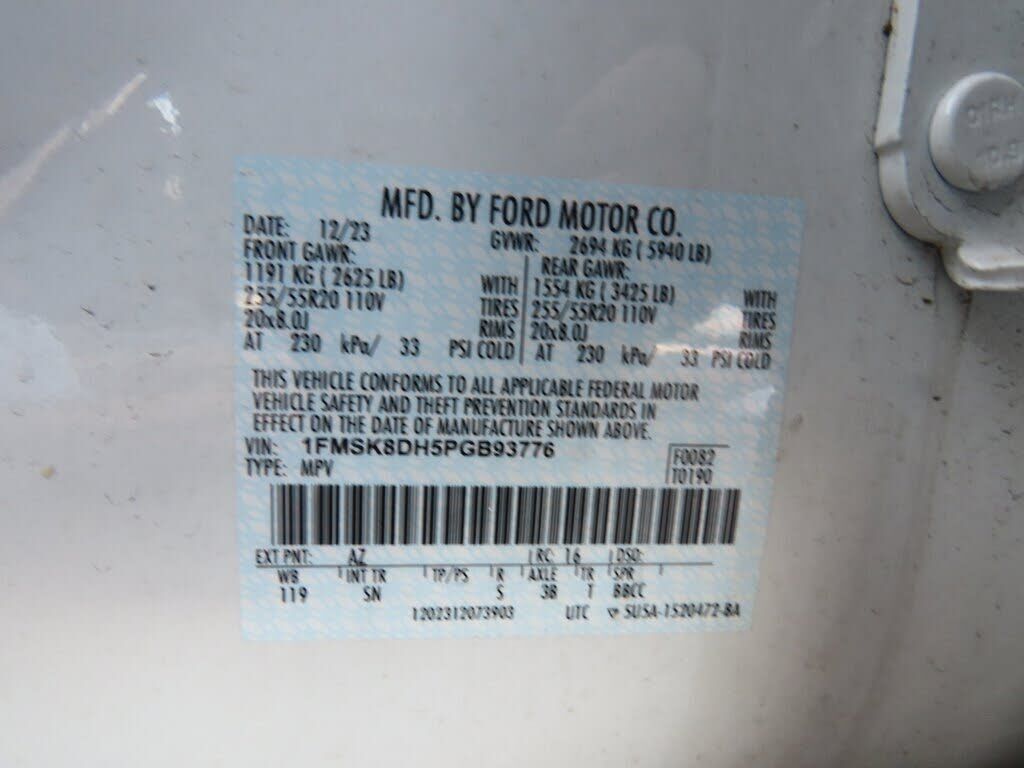 MFD. BY FORD MOTOR CO.
DATE: 12/23 GVWR: 2694 KG ( 5940 LB)
FRONT GAWR: REAR GAWR:
1191 KG ( 2625 LB) WITH 1554 KG ( 3425 LB) WITH
255/55R20 110V TIRES 255/55R20 110V TIRES
20x8.0J RIMS 20x8.0J RIMS
AT 230 kPa/ 33 PSI COLD AT 230 kPa/ 33 PSI COLD
THIS VEHICLE CONFORMS TO ALL APPLICABLE FEDERAL MOTOR
VEHICLE SAFETY AND THEFT PREVENTION STANDARDS IN
EFFECT ON THE DATE OF MANUFACTURE SHOWN ABOVE.
VIN: 1FMSK8DH5PGB93776 F0082
TYPE: MPV T0190
EXT PNT: AZ RC: 16 DSO:
WB INT TR TP/PS R AXLE TR SPR
119 SN S 3B T BBCC
1202312073903 UTC 5U5A-1520472-BA